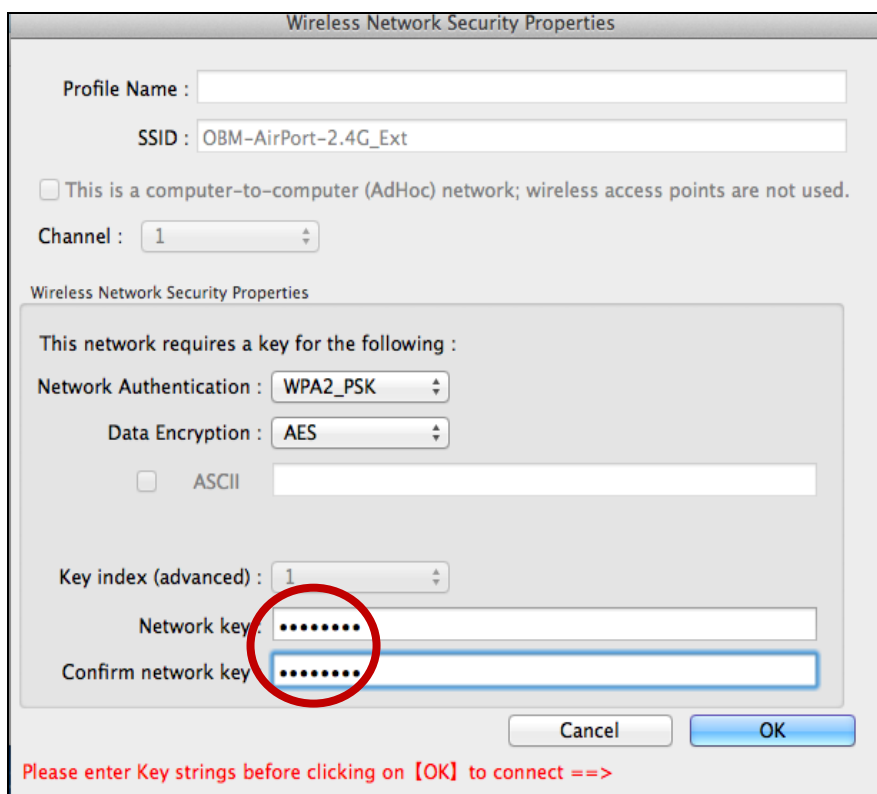 Wireless Network Security Properties
Profile Name :
SSID : OBM-AirPort-2.4G_Ext
This is a computer-to-computer (AdHoc) network; wireless access points are not used.
Channel : 1
Wireless Network Security Properties
This network requires a key for the following :
Network Authentication : WPA2_PSK
Data Encryption : AES
ASCII
Key index (advanced) : 1
Network key : ••••••••
Confirm network key ••••••••
Cancel OK
Please enter Key strings before clicking on【OK】to connect ==>